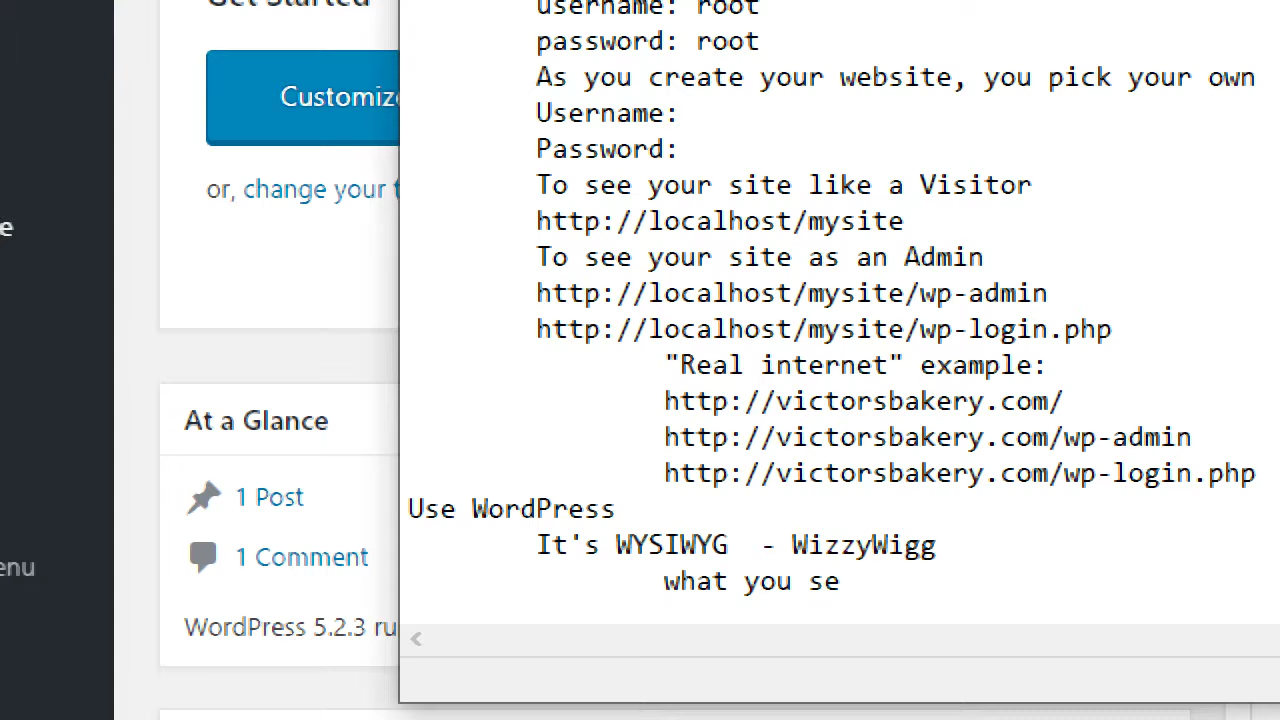 Get Started
Customize
or, change your t
e
enu
At a Glance
1 Post
1 Comment
WordPress 5.2.3 ru
username: root
password: root
As you create your website, you pick your own
Username:
Password:
To see your site like a Visitor
http://localhost/mysite
To see your site as an Admin
http://localhost/mysite/wp-admin
http://localhost/mysite/wp-login.php
"Real internet" example:
http://victorsbakery.com/
http://victorsbakery.com/wp-admin
http://victorsbakery.com/wp-login.php
Use WordPress
It's WYSIWYG  - WizzyWigg
what you se